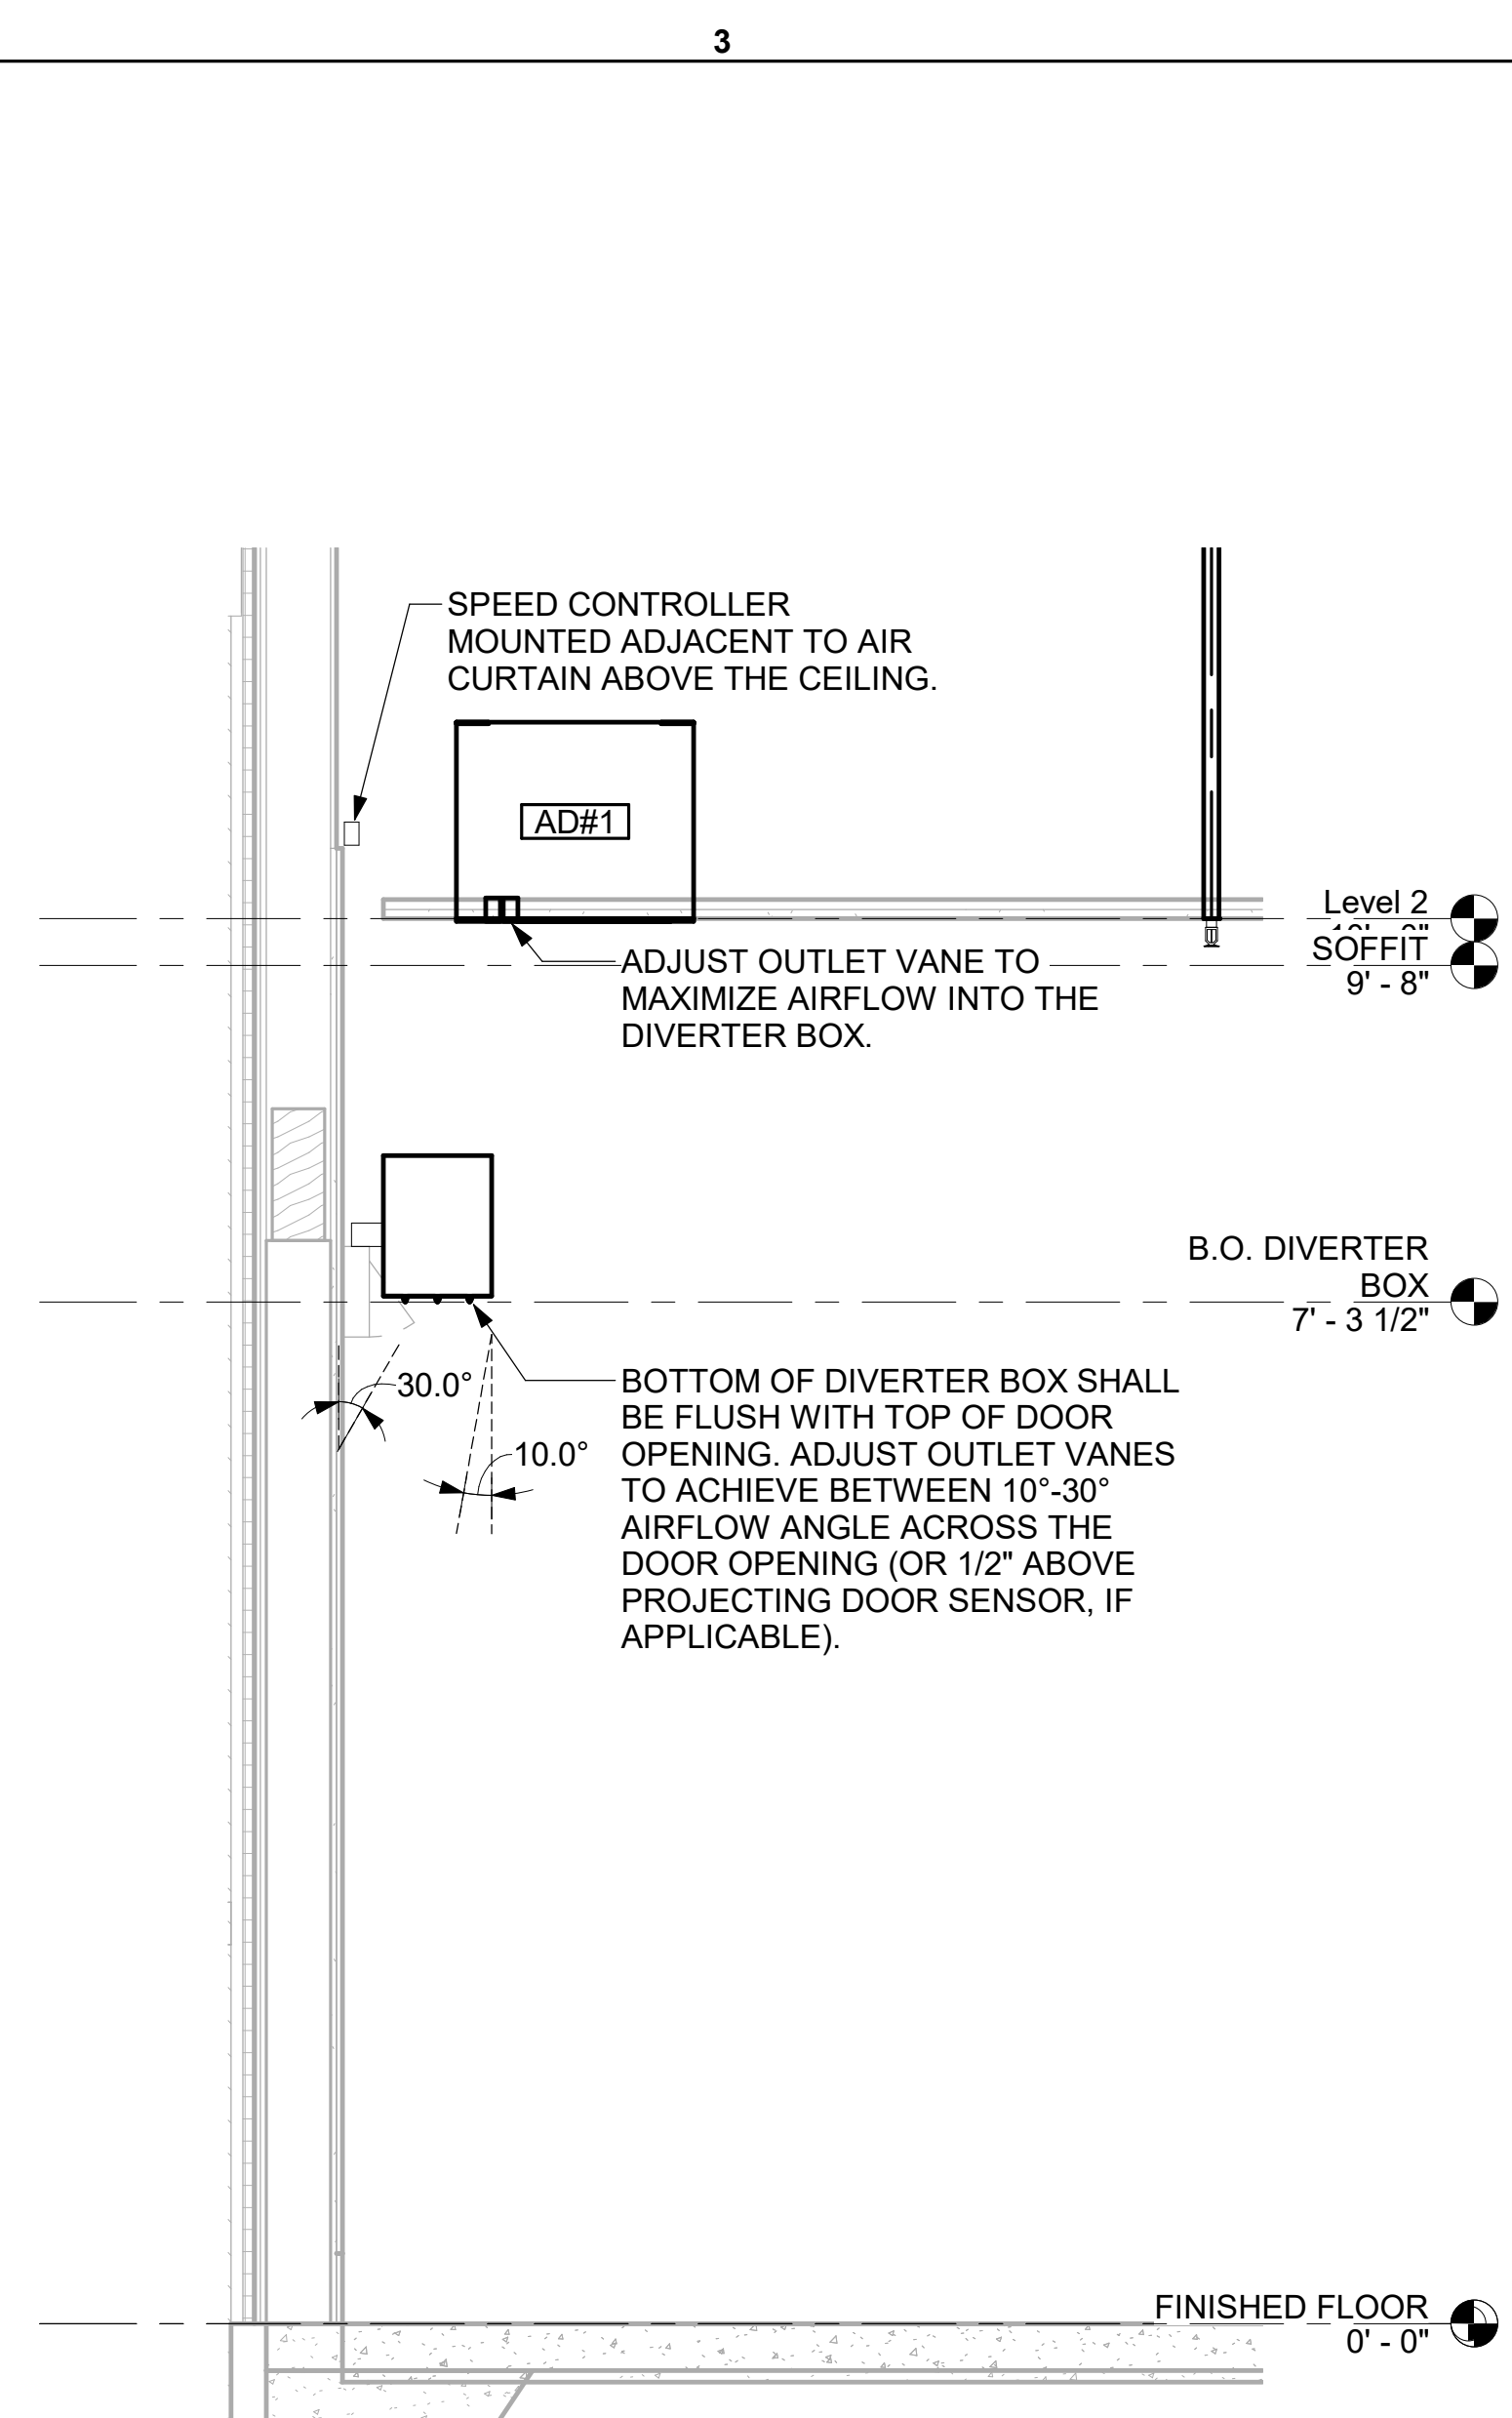 3
SPEED CONTROLLER
MOUNTED ADJACENT TO AIR
CURTAIN ABOVE THE CEILING.
AD#1
Level 2
SOFFIT
9' - 8"
ADJUST OUTLET VANE TO
MAXIMIZE AIRFLOW INTO THE
DIVERTER BOX.
B.O. DIVERTER
BOX
7' - 3 1/2"
30.0°
10.0°
BOTTOM OF DIVERTER BOX SHALL
BE FLUSH WITH TOP OF DOOR
OPENING. ADJUST OUTLET VANES
TO ACHIEVE BETWEEN 10°-30°
AIRFLOW ANGLE ACROSS THE
DOOR OPENING (OR 1/2" ABOVE
PROJECTING DOOR SENSOR, IF
APPLICABLE).
FINISHED FLOOR
0' - 0"